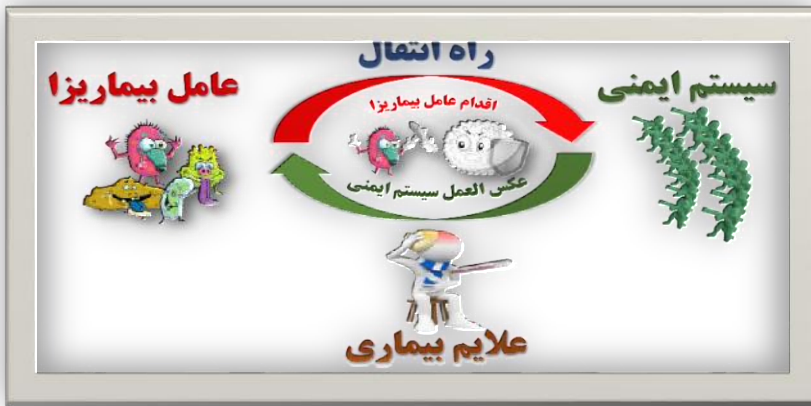 راه انتقال
سیستم ایمنی
عامل بیماریزا
اقدام عامل بیماریزا
عکس العمل سیستم ایمنی
علایم بیماری